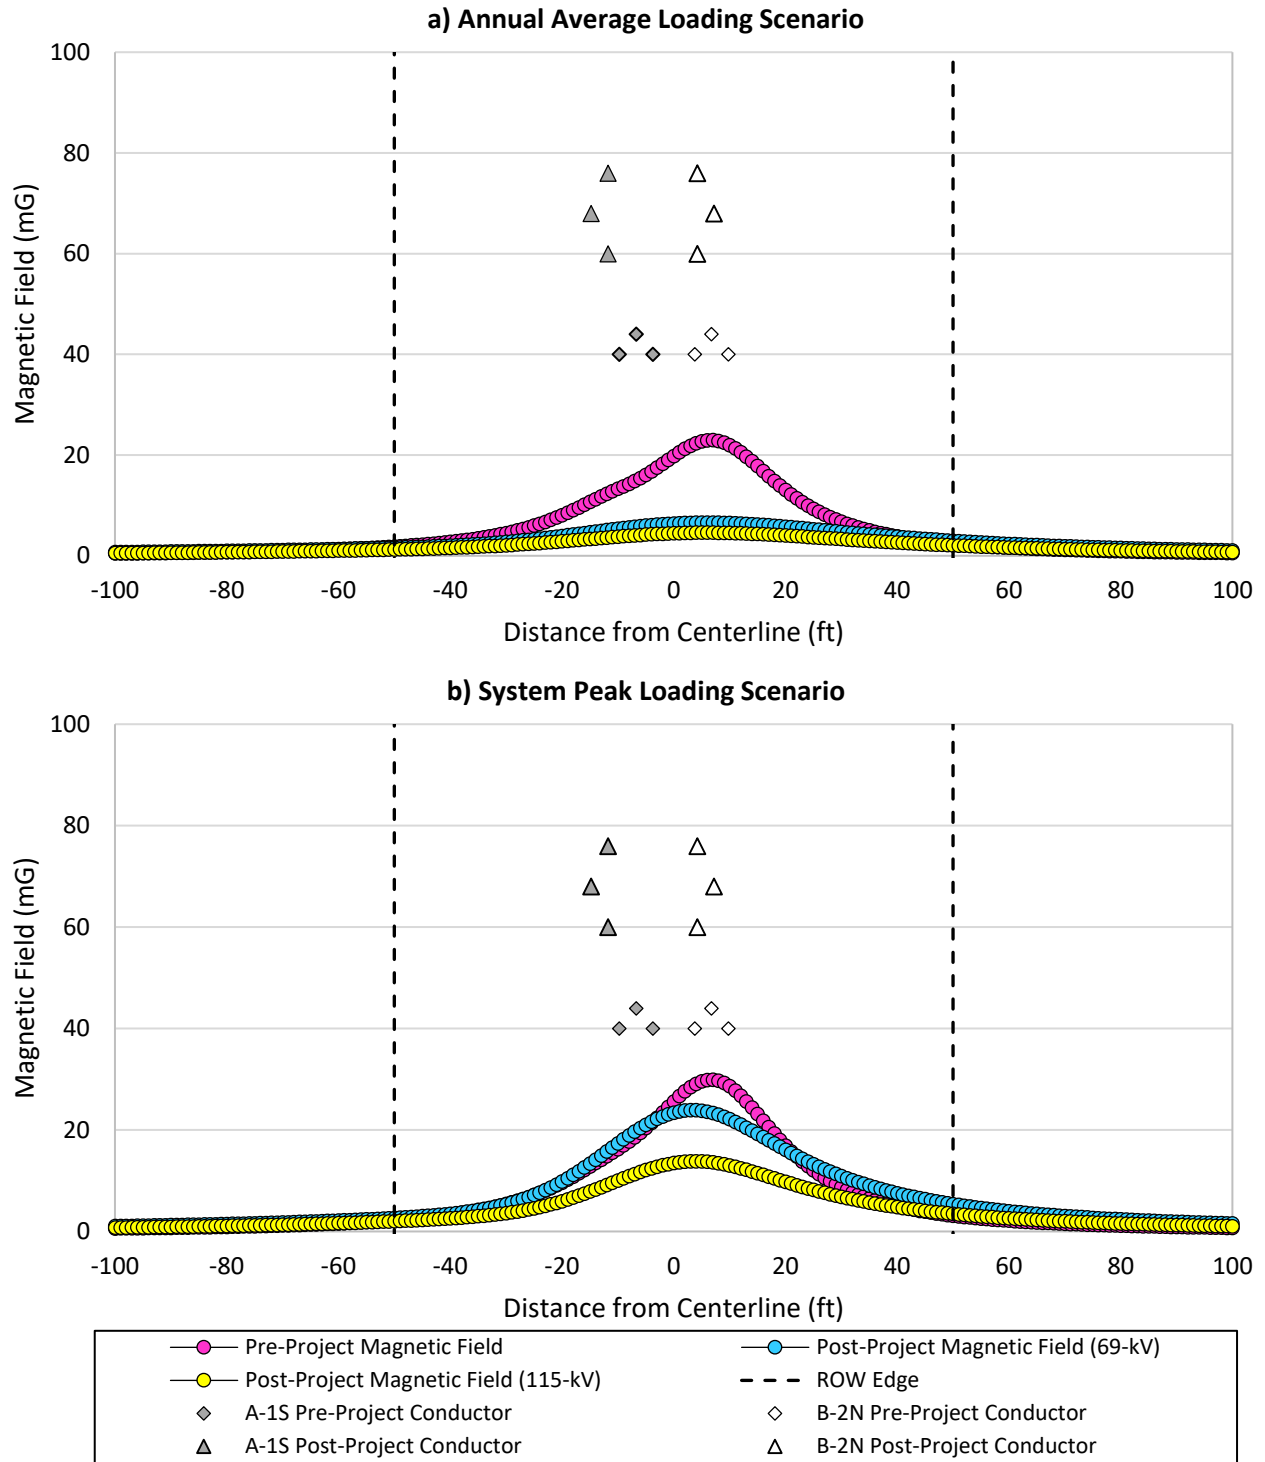 a) Annual Average Loading Scenario
100
80
60
40
20
0
Magnetic Field (mG)
-100 -80 -60 -40 -20 0 20 40 60 80 100
Distance from Centerline (ft)
b) System Peak Loading Scenario
100
80
60
40
20
0
Magnetic Field (mG)
-100 -80 -60 -40 -20 0 20 40 60 80 100
Distance from Centerline (ft)
Pre-Project Magnetic Field Post-Project Magnetic Field (69-kV)
Post-Project Magnetic Field (115-kV) ROW Edge
A-1S Pre-Project Conductor B-2N Pre-Project Conductor
A-1S Post-Project Conductor B-2N Post-Project Conductor